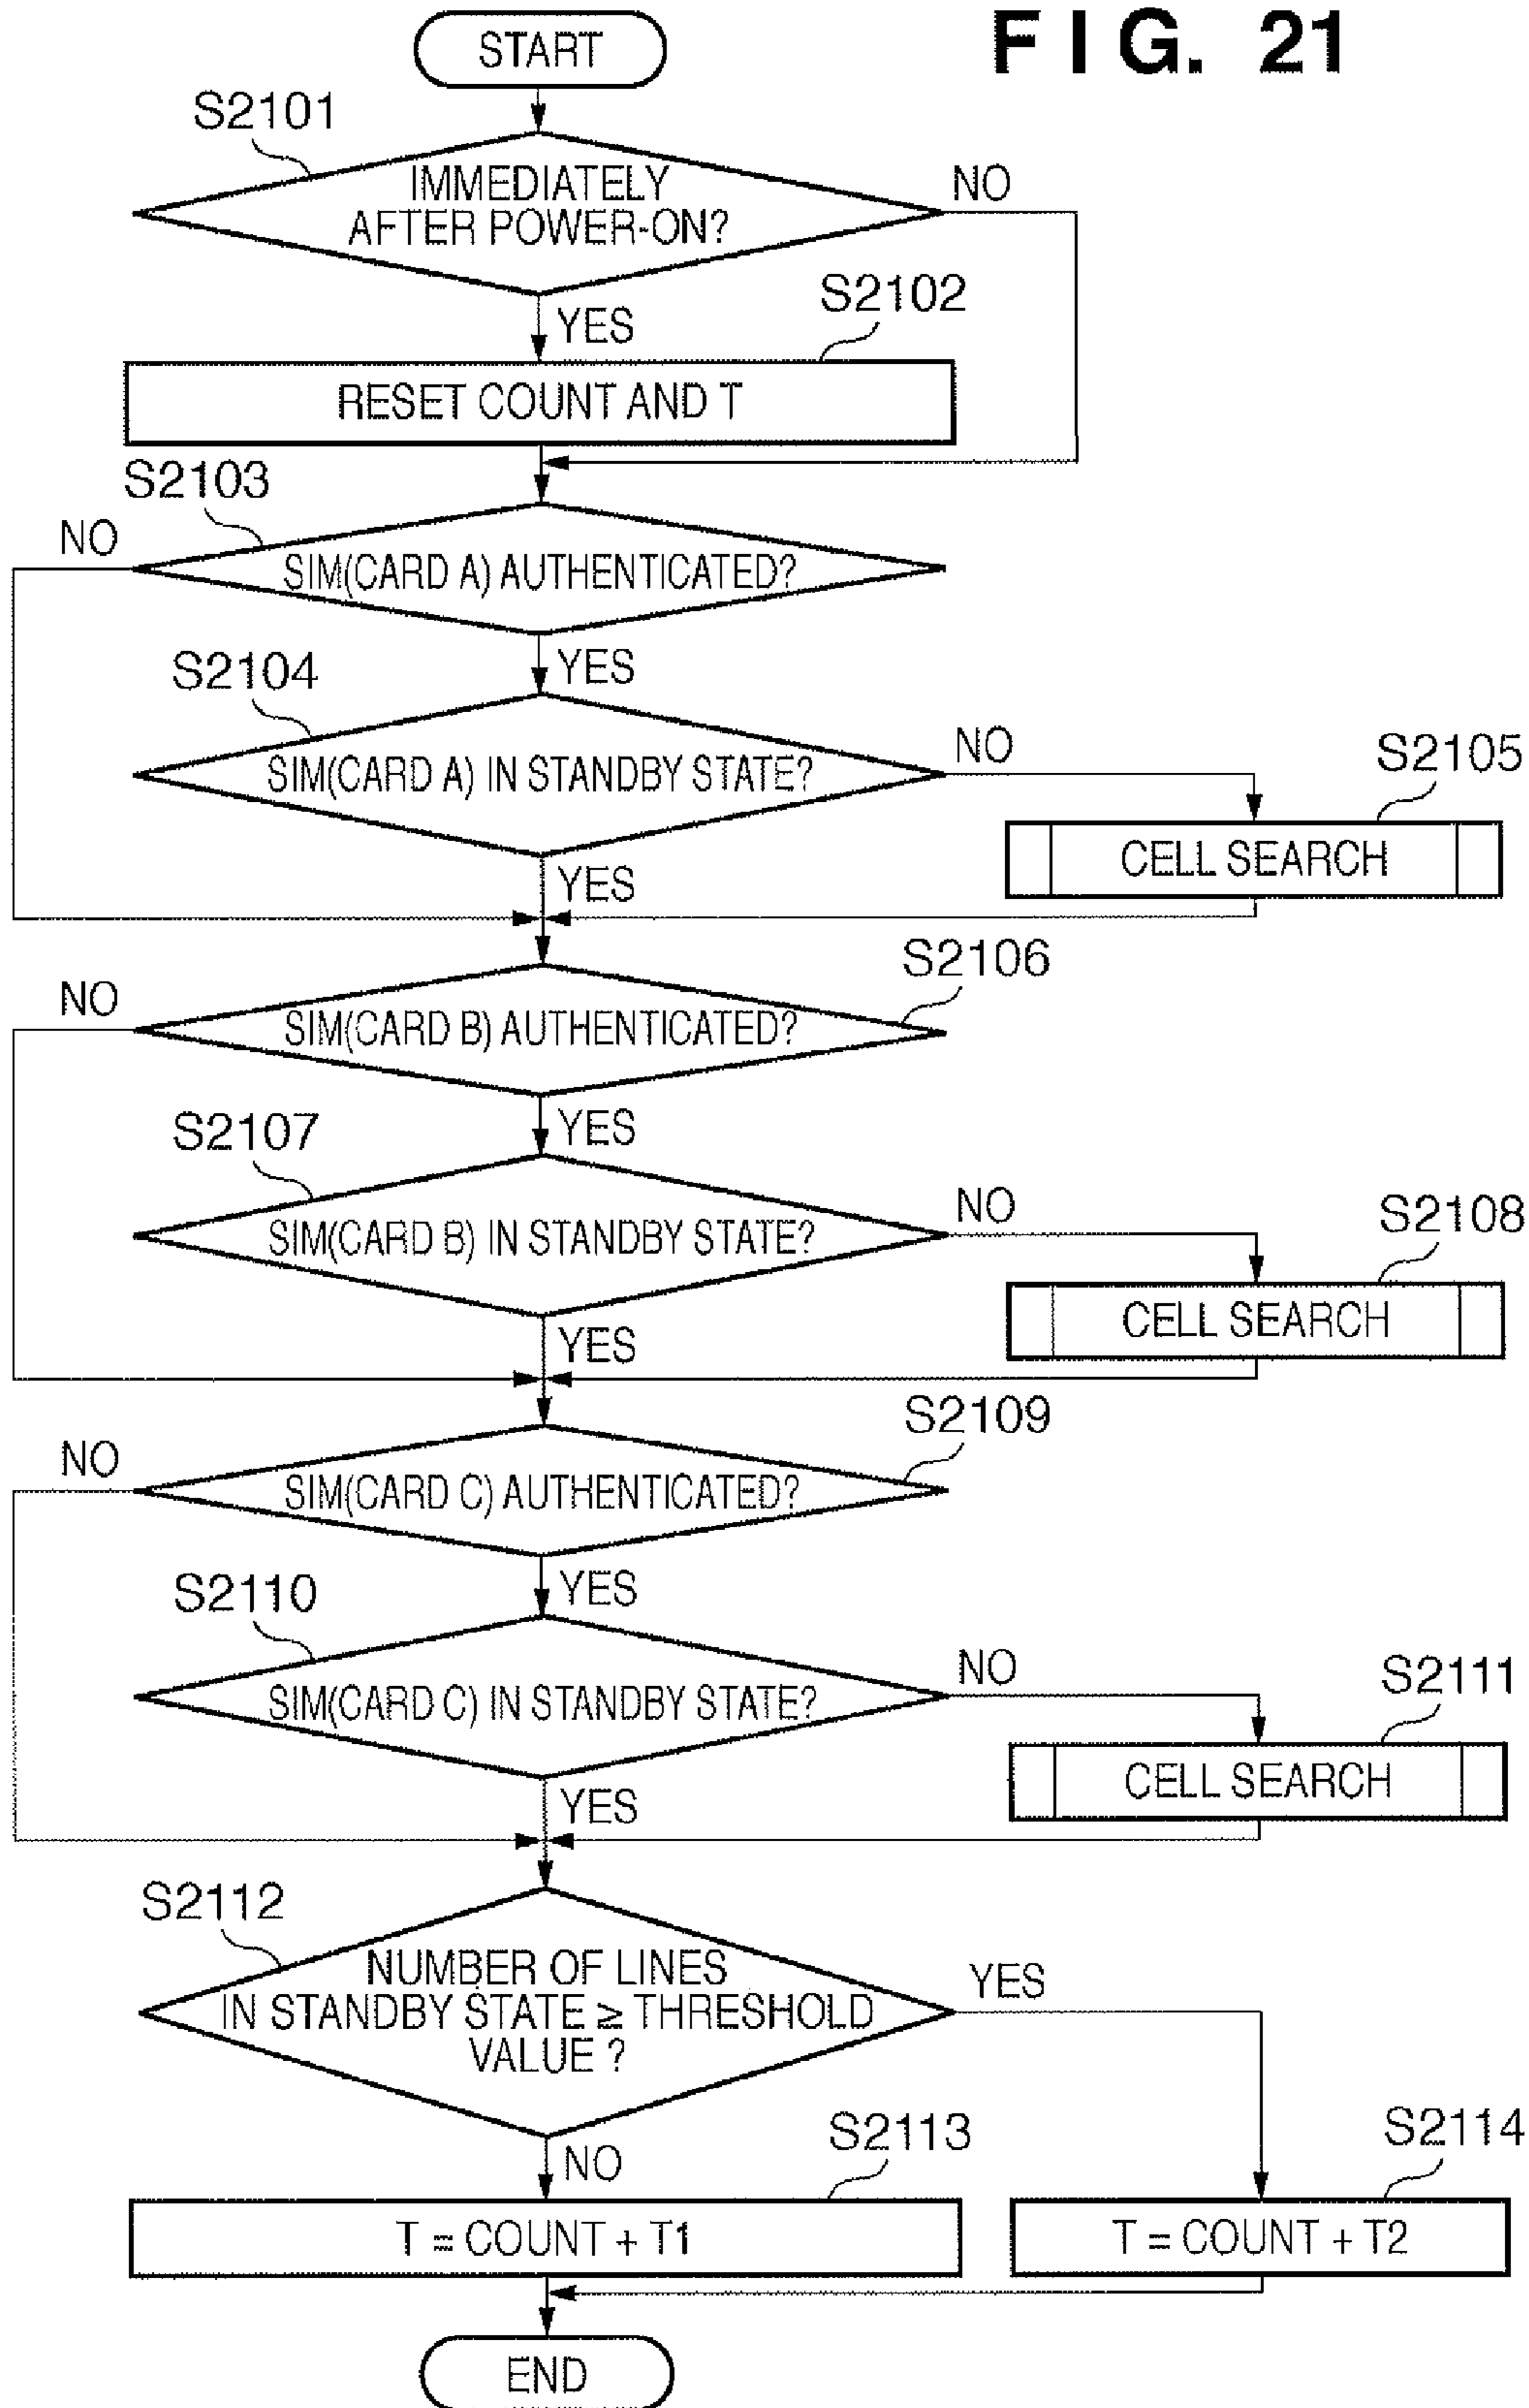 FIG. 21
START
S2101
IMMEDIATELY
AFTER POWER-ON?
NO
YES
S2102
RESET COUNT AND T
S2103
NO
SIM(CARD A) AUTHENTICATED?
YES
S2104
SIM(CARD A) IN STANDBY STATE?
NO
S2105
CELL SEARCH
YES
S2106
NO
SIM(CARD B) AUTHENTICATED?
YES
S2107
SIM(CARD B) IN STANDBY STATE?
NO
S2108
CELL SEARCH
YES
S2109
NO
SIM(CARD C) AUTHENTICATED?
YES
S2110
SIM(CARD C) IN STANDBY STATE?
NO
S2111
CELL SEARCH
YES
S2112
NUMBER OF LINES
IN STANDBY STATE ≥ THRESHOLD
VALUE ?
YES
NO
S2113
T = COUNT + T1
S2114
T = COUNT + T2
END